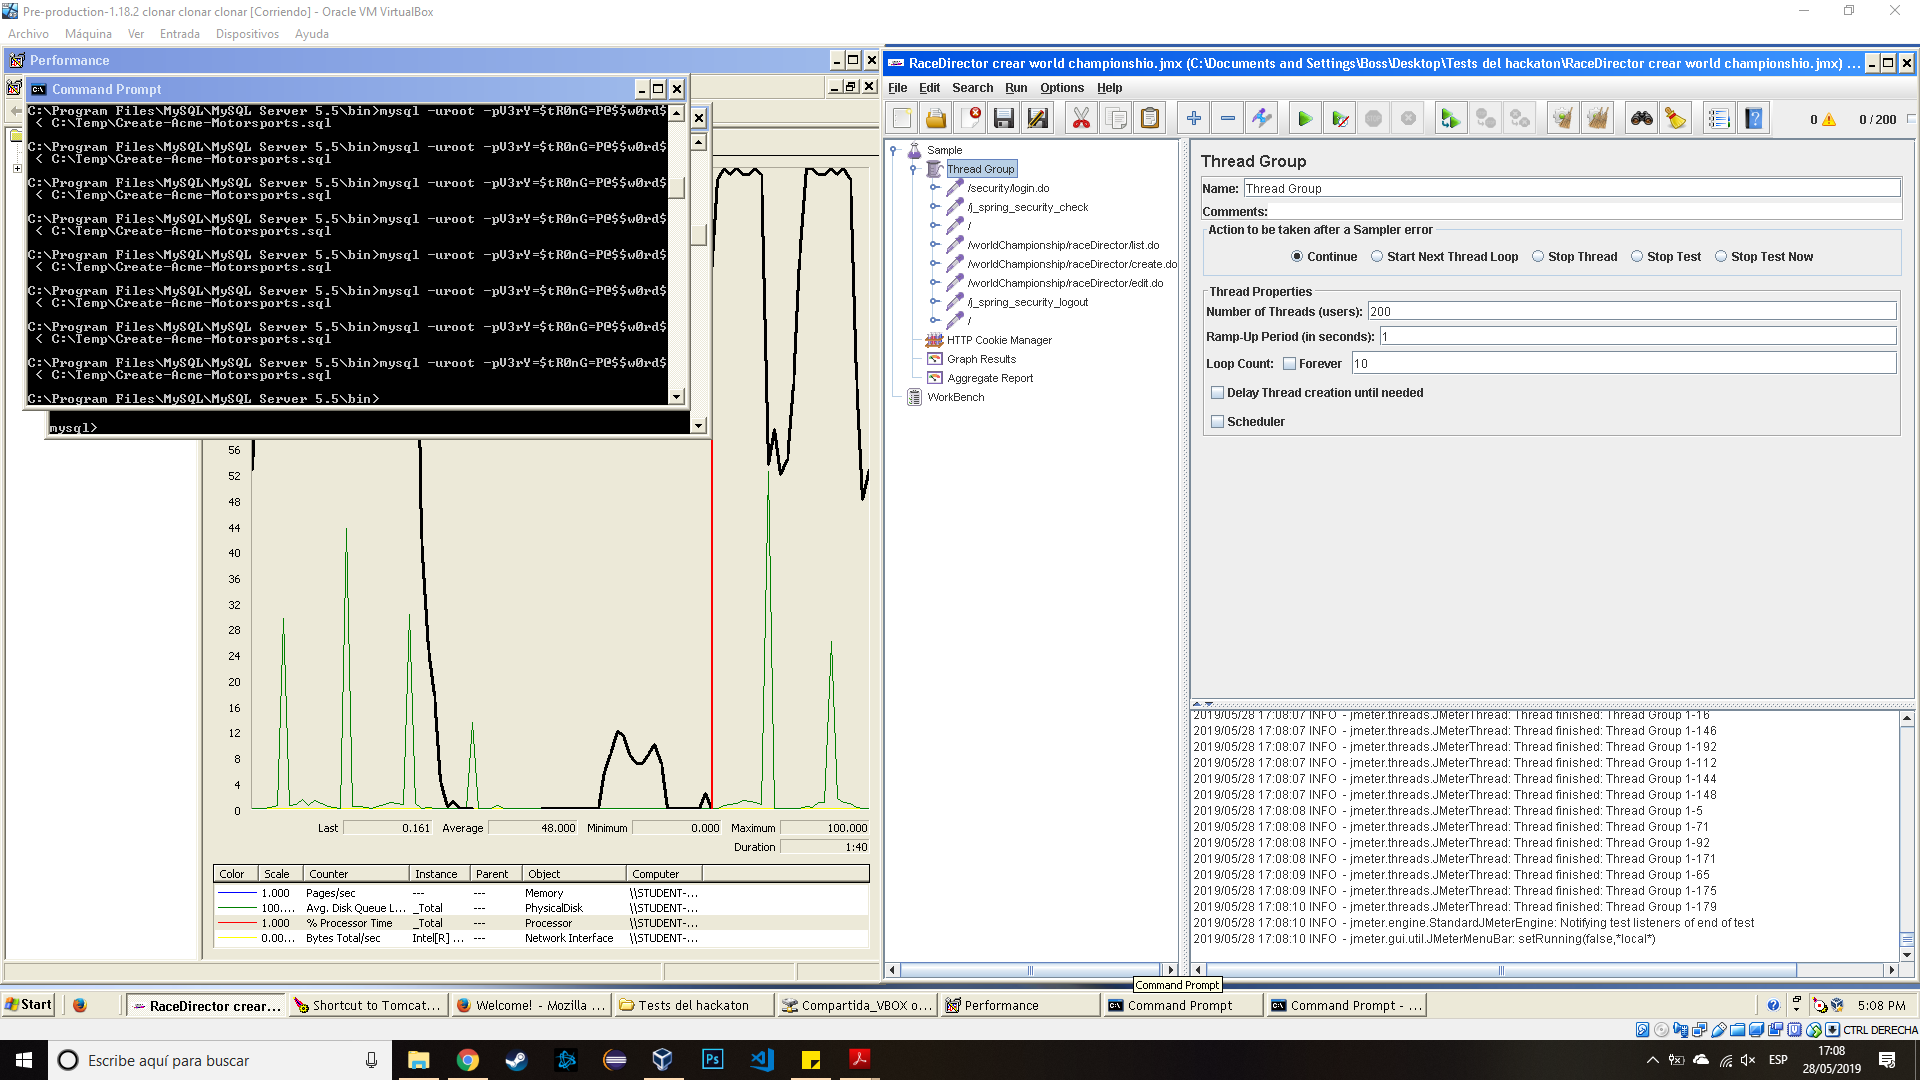 Pre-production-1.18.2 clonar clonar clonar [Corriendo] - Oracle VM VirtualBox
Archivo Máquina Ver Entrada Dispositivos Ayuda
Performance
Command Prompt
C:\Program Files\MySQL\MySQL Server 5.5\bin>mysql -uroot -pV3rY=$tR0nG=P@$$w0rd$
< C:\Temp\Create-Acme-Motorsports.sql
C:\Program Files\MySQL\MySQL Server 5.5\bin>mysql -uroot -pV3rY=$tR0nG=P@$$w0rd$
< C:\Temp\Create-Acme-Motorsports.sql
C:\Program Files\MySQL\MySQL Server 5.5\bin>mysql -uroot -pV3rY=$tR0nG=P@$$w0rd$
< C:\Temp\Create-Acme-Motorsports.sql
C:\Program Files\MySQL\MySQL Server 5.5\bin>mysql -uroot -pV3rY=$tR0nG=P@$$w0rd$
< C:\Temp\Create-Acme-Motorsports.sql
C:\Program Files\MySQL\MySQL Server 5.5\bin>mysql -uroot -pV3rY=$tR0nG=P@$$w0rd$
< C:\Temp\Create-Acme-Motorsports.sql
C:\Program Files\MySQL\MySQL Server 5.5\bin>mysql -uroot -pV3rY=$tR0nG=P@$$w0rd$
< C:\Temp\Create-Acme-Motorsports.sql
C:\Program Files\MySQL\MySQL Server 5.5\bin>mysql -uroot -pV3rY=$tR0nG=P@$$w0rd$
< C:\Temp\Create-Acme-Motorsports.sql
C:\Program Files\MySQL\MySQL Server 5.5\bin>mysql -uroot -pV3rY=$tR0nG=P@$$w0rd$
< C:\Temp\Create-Acme-Motorsports.sql
C:\Program Files\MySQL\MySQL Server 5.5\bin>
mysql>
56
52
48
44
40
36
32
28
24
20
16
12
8
4
0
Last 0.161 Average 48.000 Minimum 0.000 Maximum 100.000
Duration 1:40
Color Scale Counter Instance Parent Object Computer
1.000 Pages/sec --- --- Memory \\STUDENT-...
100.... Avg. Disk Queue L... _Total --- PhysicalDisk \\STUDENT-...
1.000 % Processor Time _Total --- Processor \\STUDENT-...
0.00... Bytes Total/sec Intel[R] ... --- Network Interface \\STUDENT-...
RaceDirector crear world championshio.jmx (C:\Documents and Settings\Boss\Desktop\Tests del hackaton\RaceDirector crear world championshio.jmx) ...
File Edit Search Run Options Help
0 0 / 200
Sample
Thread Group
/security/login.do
/j_spring_security_check
/
/worldChampionship/raceDirector/list.do
/worldChampionship/raceDirector/create.do
/worldChampionship/raceDirector/edit.do
/j_spring_security_logout
/
HTTP Cookie Manager
Graph Results
Aggregate Report
WorkBench
Thread Group
Name: Thread Group
Comments:
Action to be taken after a Sampler error
Continue Start Next Thread Loop Stop Thread Stop Test Stop Test Now
Thread Properties
Number of Threads (users): 200
Ramp-Up Period (in seconds): 1
Loop Count: Forever 10
Delay Thread creation until needed
Scheduler
2019/05/28 17:08:07 INFO - jmeter.threads.JMeterThread: Thread finished: Thread Group 1-16
2019/05/28 17:08:07 INFO - jmeter.threads.JMeterThread: Thread finished: Thread Group 1-146
2019/05/28 17:08:07 INFO - jmeter.threads.JMeterThread: Thread finished: Thread Group 1-192
2019/05/28 17:08:07 INFO - jmeter.threads.JMeterThread: Thread finished: Thread Group 1-112
2019/05/28 17:08:07 INFO - jmeter.threads.JMeterThread: Thread finished: Thread Group 1-144
2019/05/28 17:08:07 INFO - jmeter.threads.JMeterThread: Thread finished: Thread Group 1-148
2019/05/28 17:08:08 INFO - jmeter.threads.JMeterThread: Thread finished: Thread Group 1-5
2019/05/28 17:08:08 INFO - jmeter.threads.JMeterThread: Thread finished: Thread Group 1-71
2019/05/28 17:08:08 INFO - jmeter.threads.JMeterThread: Thread finished: Thread Group 1-92
2019/05/28 17:08:08 INFO - jmeter.threads.JMeterThread: Thread finished: Thread Group 1-171
2019/05/28 17:08:09 INFO - jmeter.threads.JMeterThread: Thread finished: Thread Group 1-65
2019/05/28 17:08:10 INFO - jmeter.threads.JMeterThread: Thread finished: Thread Group 1-175
2019/05/28 17:08:10 INFO - jmeter.threads.JMeterThread: Thread finished: Thread Group 1-179
2019/05/28 17:08:10 INFO - jmeter.engine.StandardJMeterEngine: Notifying test listeners of end of test
2019/05/28 17:08:10 INFO - jmeter.gui.util.JMeterMenuBar: setRunning(false,*local*)
Command Prompt
Start RaceDirector crear... Shortcut to Tomcat... Welcome! - Mozilla ... Tests del hackaton Compartida_VBOX o... Performance Command Prompt Command Prompt - ... 5:08 PM
CTRL DERECHA
Escribe aquí para buscar
Ps
ESP
17:08
28/05/2019